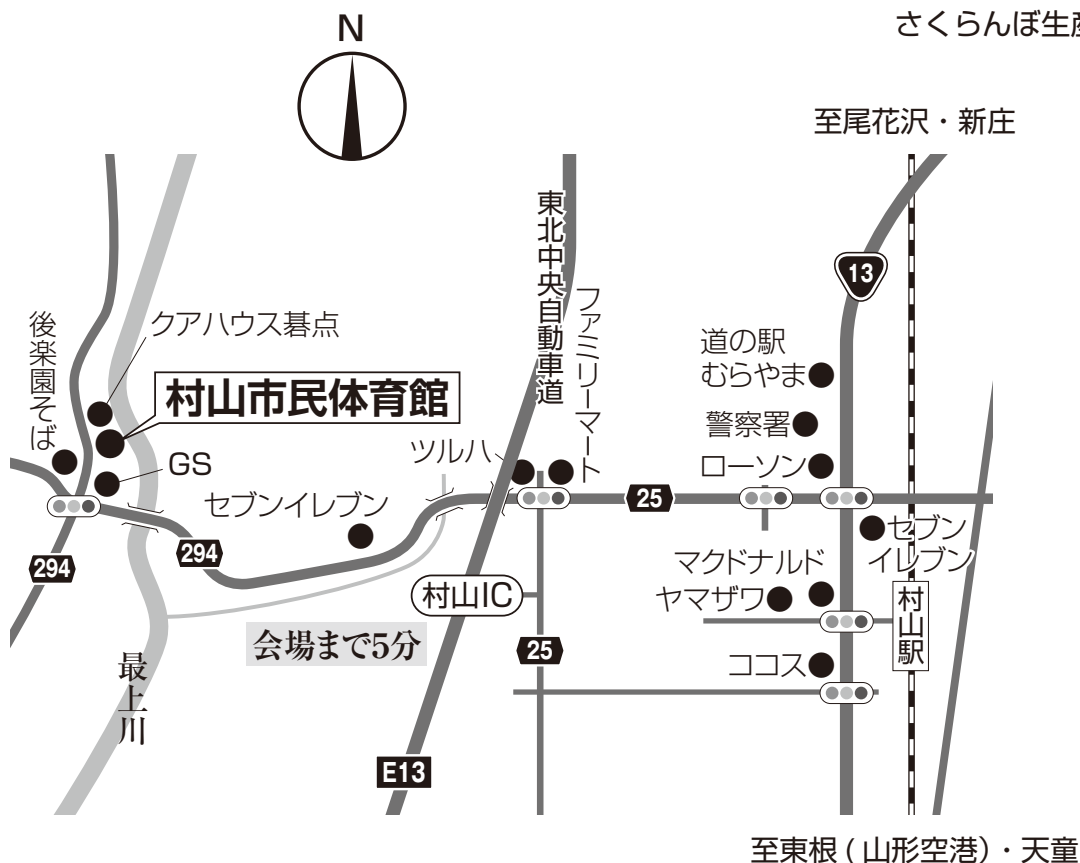 さくらんぼ生産
N
至尾花沢・新庄
東北中央自動車道
ファミリーマート
13
後楽園そば
クアハウス碁点
村山市民体育館
道の駅
むらやま
警察署
ローソン
ツルハ
GS
セブンイレブン
25
セブン
イレブン
294
294
マクドナルド
ヤマザワ
村山IC
村山駅
会場まで5分
25
ココス
最上川
E13
至東根(山形空港)・天童